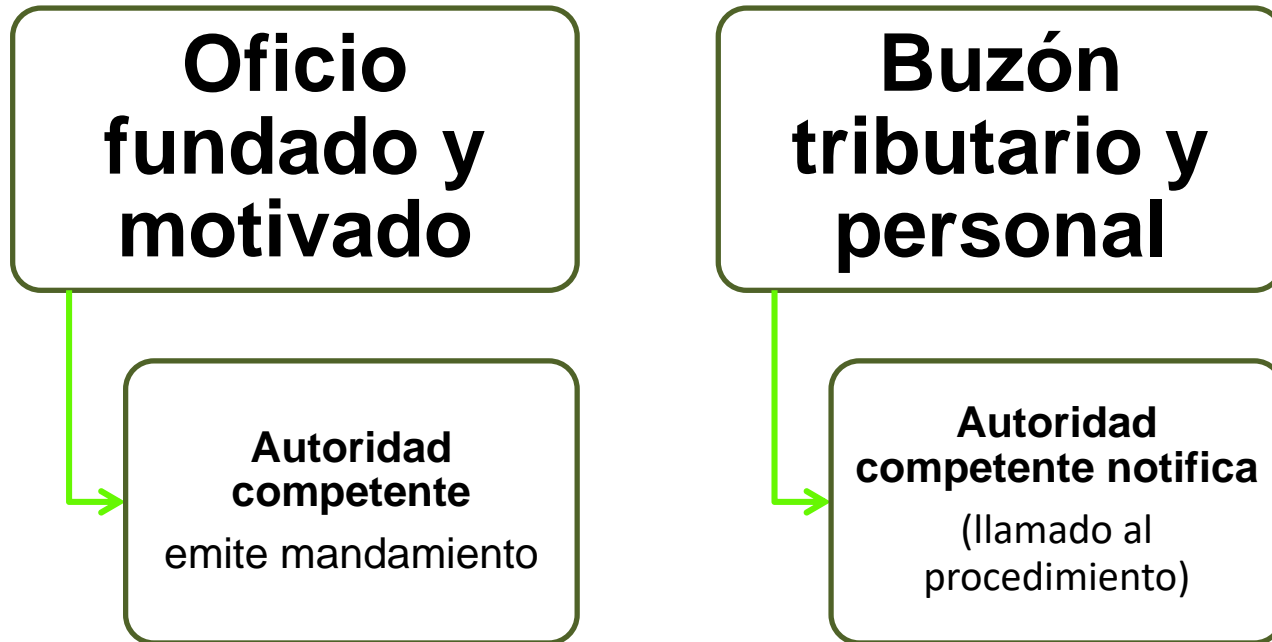 Oficio
fundado y
motivado
Autoridad
competente
emite mandamiento
Buzón
tributario y
personal
Autoridad
competente notifica
(llamado al
procedimiento)